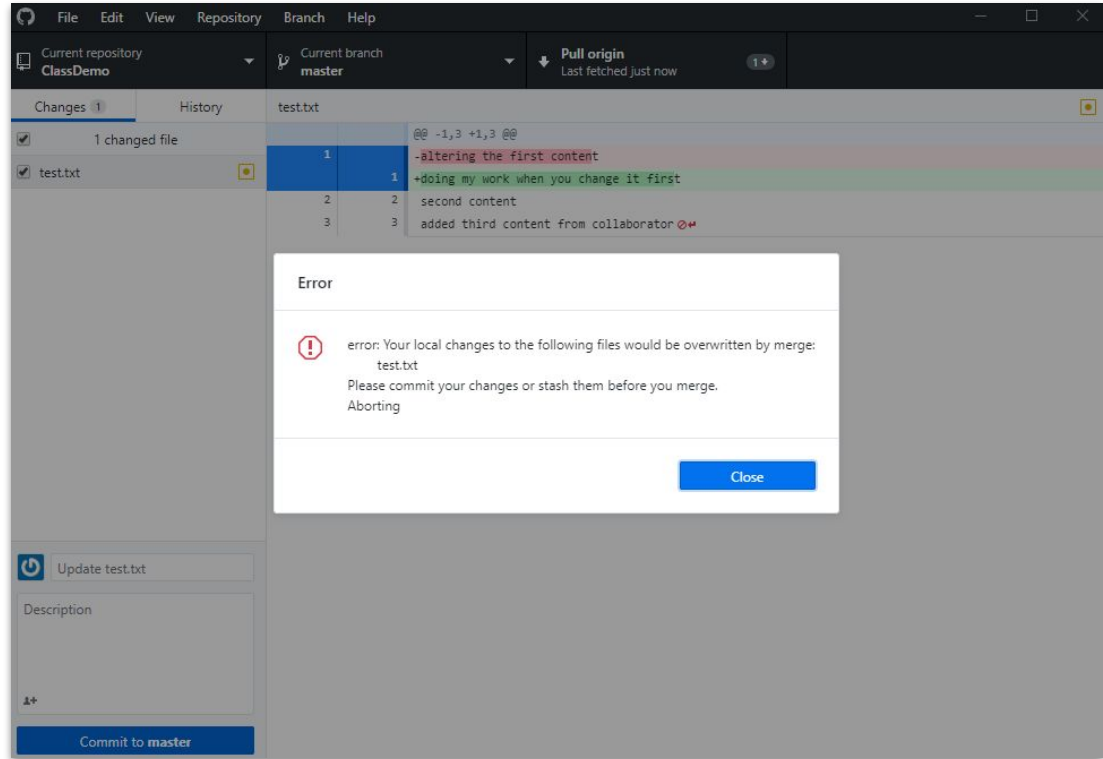 File Edit View Repository Branch Help
Current repository
ClassDemo
Current branch
master
Pull origin
Last fetched just now
1
Changes 1 History
test.txt
1 changed file
test.txt
@@ -1,3 +1,3 @@
1 -altering the first content
1 +doing my work when you change it first
2 2 second content
3 3 added third content from collaborator
Error
error: Your local changes to the following files would be overwritten by merge:
test.txt
Please commit your changes or stash them before you merge.
Aborting
Close
Update test.txt
Description
Commit to master